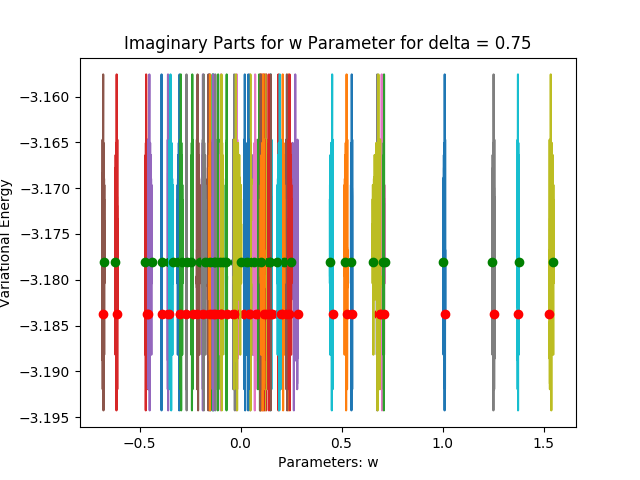 Imaginary Parts for w Parameter for delta = 0.75
Variational Energy
−3.160
−3.165
−3.170
−3.175
−3.180
−3.185
−3.190
−3.195
−0.5 0.0 0.5 1.0 1.5
Parameters: w